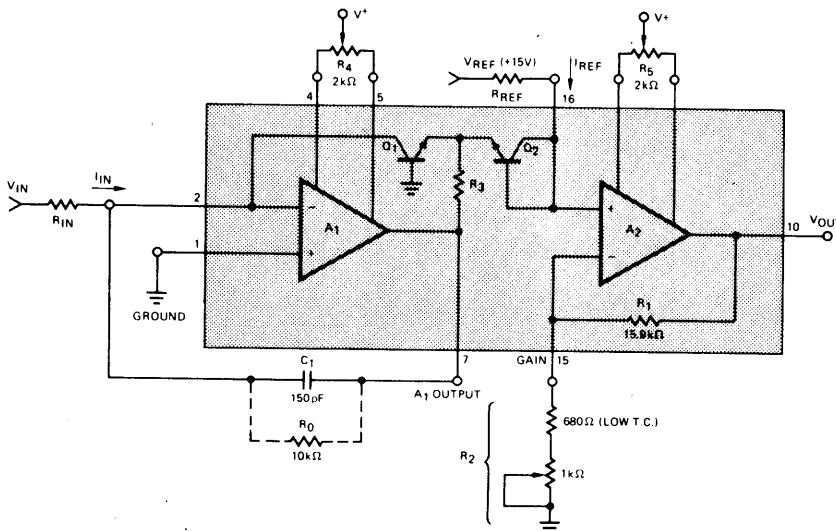 V+
V+
R4
2kΩ
VREF (+15V)
IREF
R5
2kΩ
RREF
4
5
16
Q1
Q2
IIN
VIN
2
R3
RIN
−
A1
+
+
A2
−
10
VOUT
1
R1
15.9kΩ
GROUND
7
GAIN
15
C1
150pF
A1 OUTPUT
R0
10kΩ
680Ω (LOW T.C.)
R2
1kΩ